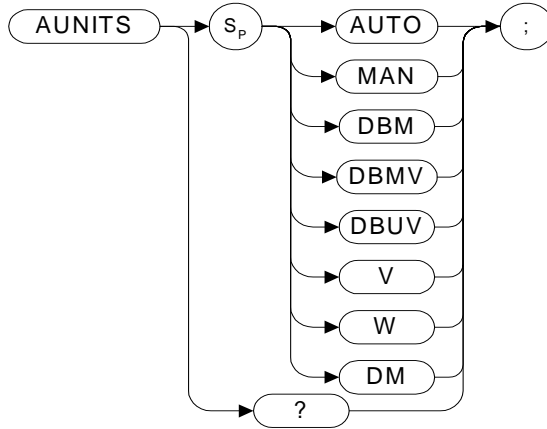 AUNITS SP AUTO ;
MAN
DBM
DBMV
DBUV
V
W
DM
?